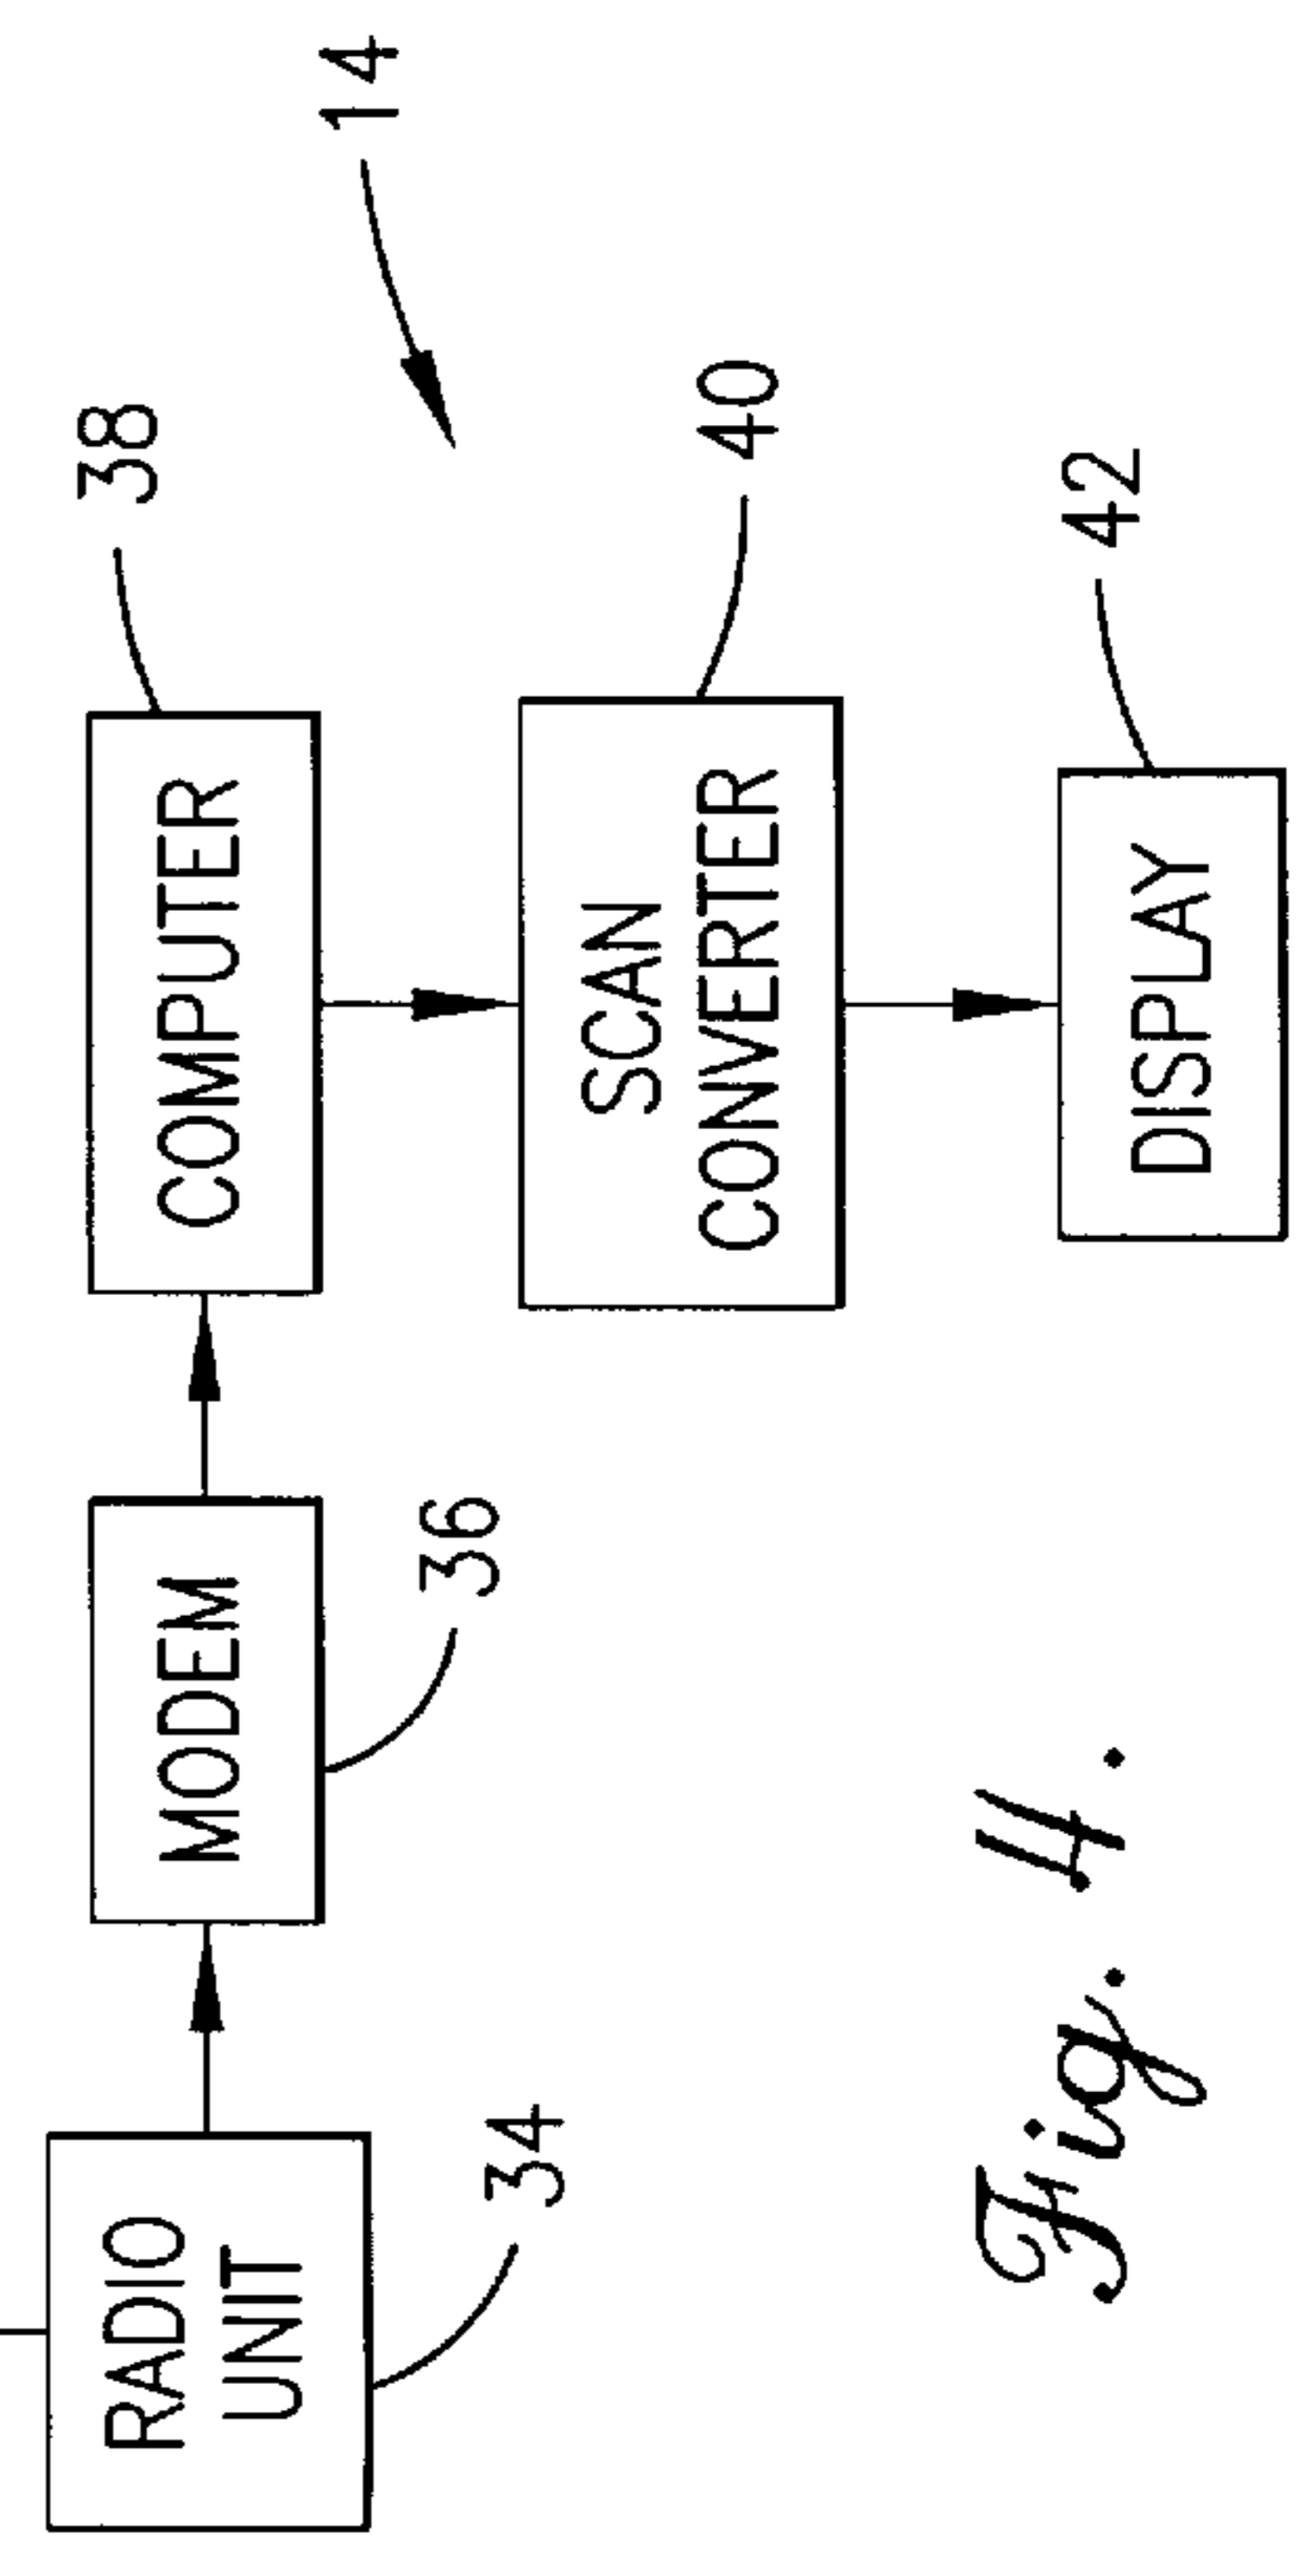 14
38
COMPUTER
40
SCAN
CONVERTER
42
DISPLAY
MODEM
36
RADIO
UNIT
34
Fig. 4.